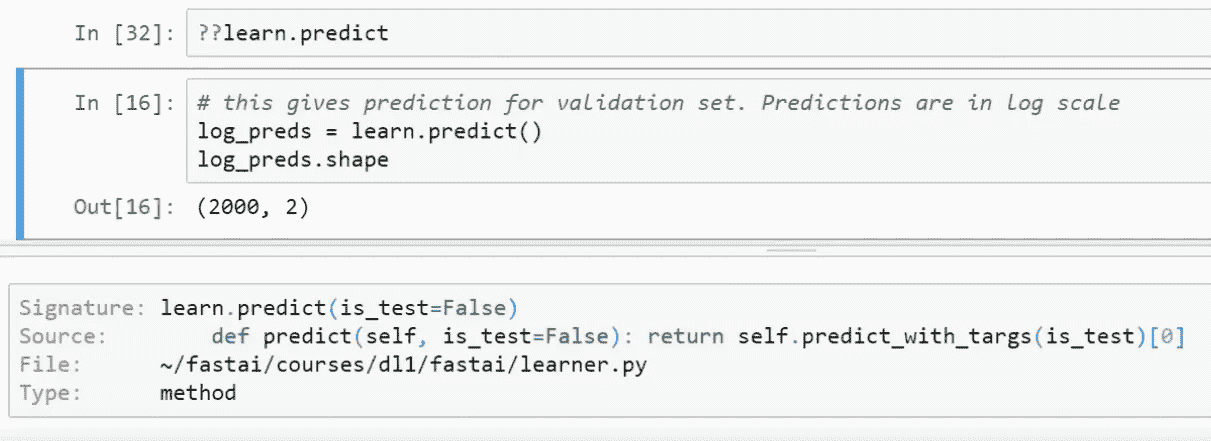 In [32]: ??learn.predict
In [16]: # this gives prediction for validation set. Predictions are in log scale
log_preds = learn.predict()
log_preds.shape
Out[16]: (2000, 2)
Signature: learn.predict(is_test=False)
Source: def predict(self, is_test=False): return self.predict_with_targs(is_test)[0]
File: ~/fastai/courses/dl1/fastai/learner.py
Type: method